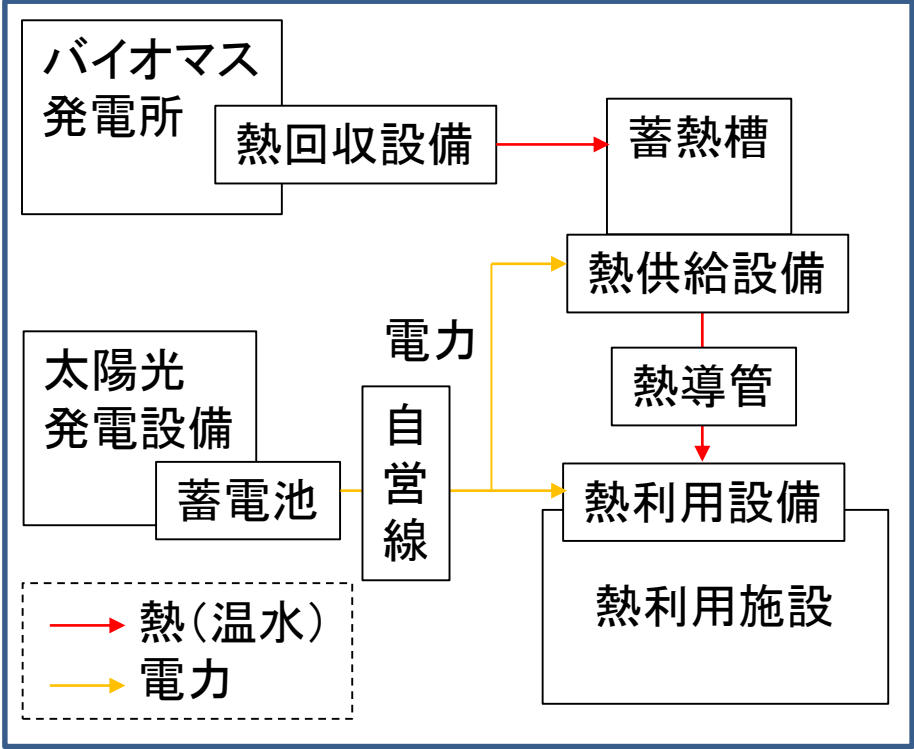 バイオマス
発電所
熱回収設備
蓄熱槽
熱供給設備
電力
熱導管
太陽光
発電設備
蓄電池
自
営
線
熱利用設備
熱利用施設
熱(温水)
電力